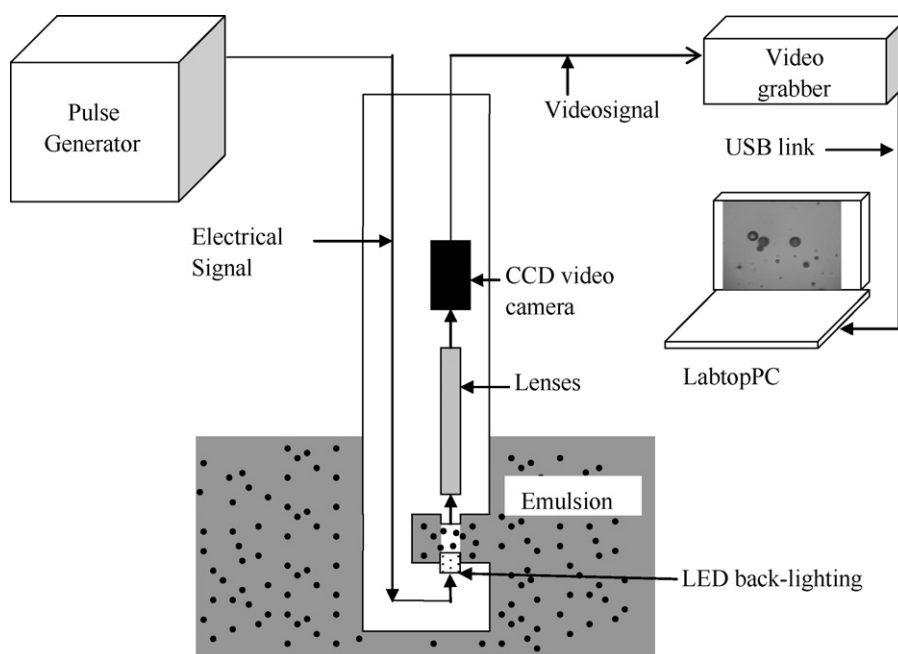 Pulse
Generator
Video
grabber
Videosignal
USB link
Electrical
Signal
CCD video
camera
Lenses
LabtopPC
Emulsion
LED back-lighting